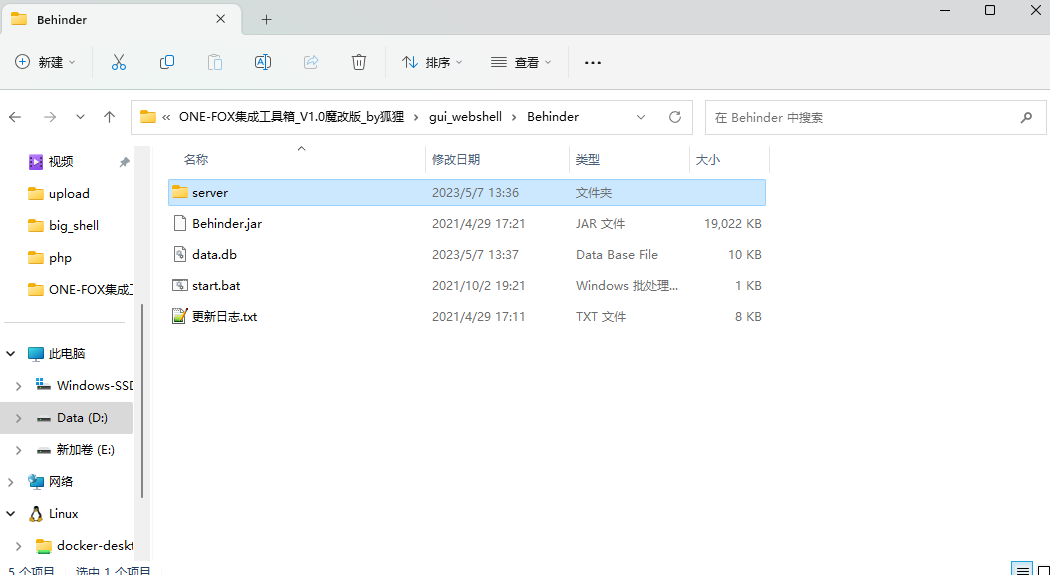 Behinder
新建
排序
查看
ONE-FOX集成工具箱_V1.0魔改版_by狐狸 gui_webshell Behinder
在 Behinder 中搜索
视频
upload
big_shell
php
ONE-FOX集成工
此电脑
Windows-SSD
Data (D:)
新加卷 (E:)
网络
Linux
docker-deskt
名称 修改日期 类型 大小
server 2023/5/7 13:36 文件夹
Behinder.jar 2021/4/29 17:21 JAR 文件 19,022 KB
data.db 2023/5/7 13:37 Data Base File 10 KB
start.bat 2021/10/2 19:21 Windows 批处理... 1 KB
更新日志.txt 2021/4/29 17:11 TXT 文件 8 KB
5 个项目 选中 1 个项目